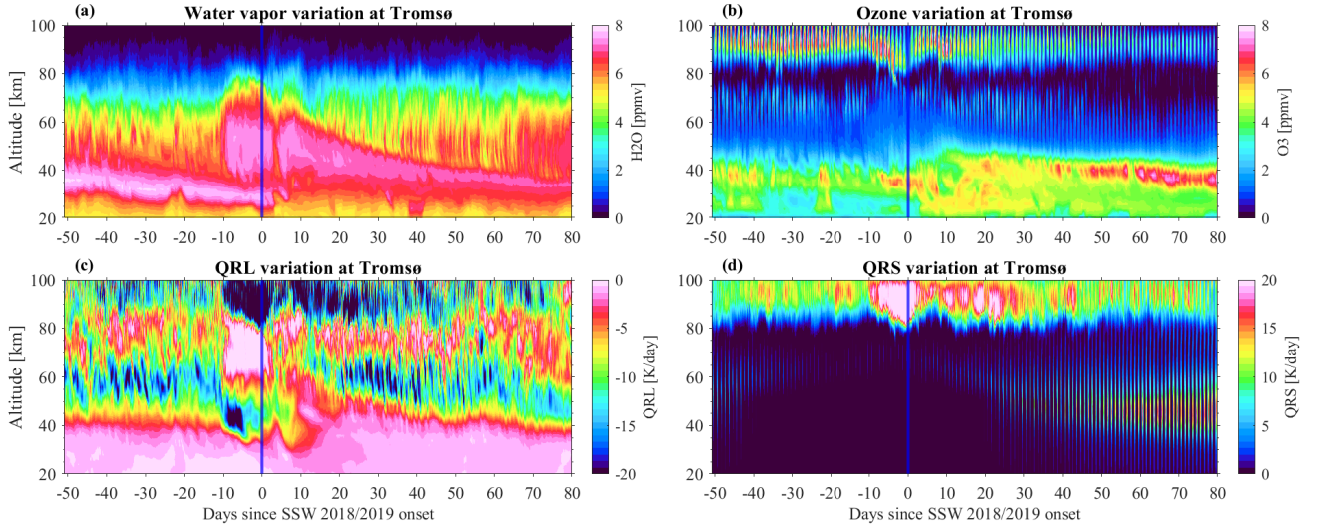 (a) Water vapor variation at Tromsø
100
80
60
40
20
Altitude [km]
-50 -40 -30 -20 -10 0 10 20 30 40 50 60 70 80
8
6
4
2
0
H2O [ppmv]
(b) Ozone variation at Tromsø
100
80
60
40
20
-50 -40 -30 -20 -10 0 10 20 30 40 50 60 70 80
8
6
4
2
0
O3 [ppmv]
(c) QRL variation at Tromsø
100
80
60
40
20
Altitude [km]
-50 -40 -30 -20 -10 0 10 20 30 40 50 60 70 80
Days since SSW 2018/2019 onset
0
-5
-10
-15
-20
QRL [K/day]
(d) QRS variation at Tromsø
100
80
60
40
20
-50 -40 -30 -20 -10 0 10 20 30 40 50 60 70 80
Days since SSW 2018/2019 onset
20
15
10
5
0
QRS [K/day]